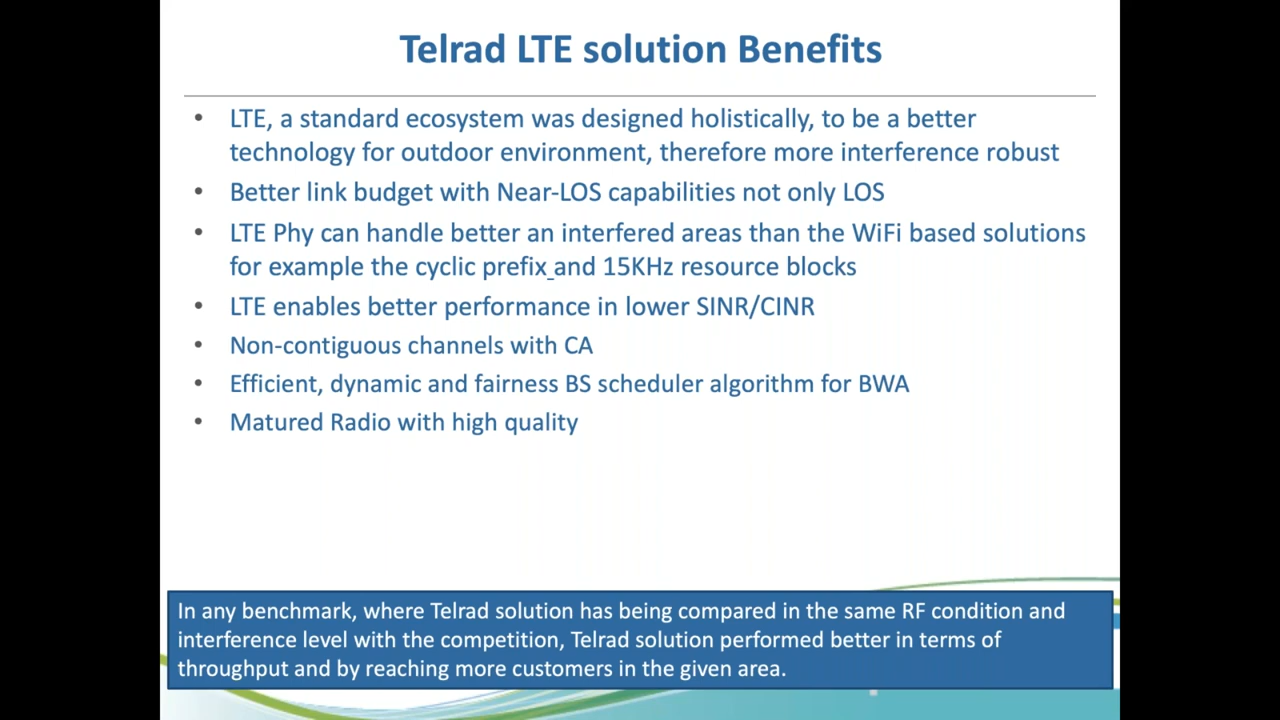 Telrad LTE solution Benefits
• LTE, a standard ecosystem was designed holistically, to be a better
technology for outdoor environment, therefore more interference robust
• Better link budget with Near-LOS capabilities not only LOS
• LTE Phy can handle better an interfered areas than the WiFi based solutions
for example the cyclic prefix and 15KHz resource blocks
• LTE enables better performance in lower SINR/CINR
• Non-contiguous channels with CA
• Efficient, dynamic and fairness BS scheduler algorithm for BWA
• Matured Radio with high quality
In any benchmark, where Telrad solution has being compared in the same RF condition and
interference level with the competition, Telrad solution performed better in terms of
throughput and by reaching more customers in the given area.